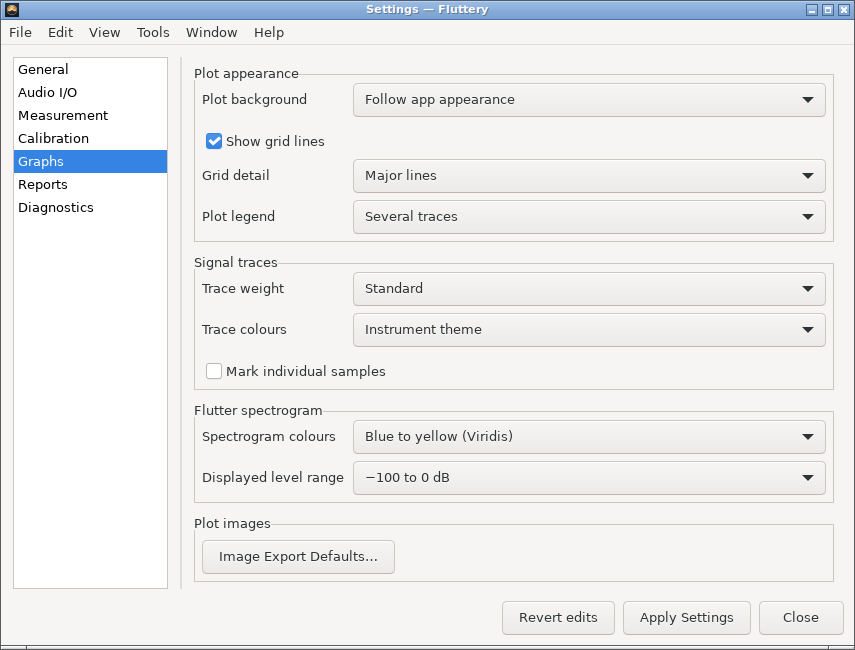 Settings — Fluttery
File Edit View Tools Window Help
General
Audio I/O
Measurement
Calibration
Graphs
Reports
Diagnostics
Plot appearance
Plot background Follow app appearance
Show grid lines
Grid detail Major lines
Plot legend Several traces
Signal traces
Trace weight Standard
Trace colours Instrument theme
Mark individual samples
Flutter spectrogram
Spectrogram colours Blue to yellow (Viridis)
Displayed level range −100 to 0 dB
Plot images
Image Export Defaults...
Revert edits Apply Settings Close